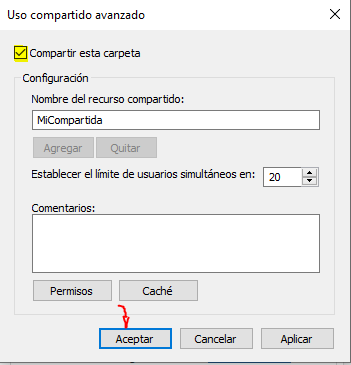 Uso compartido avanzado
Compartir esta carpeta
Configuración
Nombre del recurso compartido:
MiCompartida
Agregar Quitar
Establecer el límite de usuarios simultáneos en: 20
Comentarios:
Permisos Caché
Aceptar Cancelar Aplicar